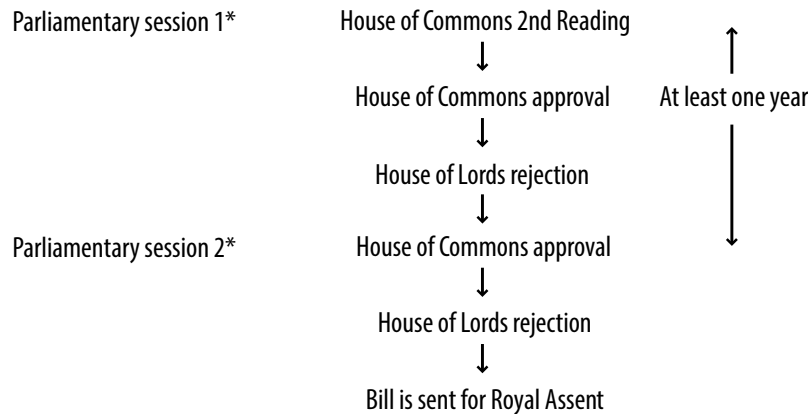 Parliamentary session 1* House of Commons 2nd Reading
House of Commons approval At least one year
House of Lords rejection
Parliamentary session 2* House of Commons approval
House of Lords rejection
Bill is sent for Royal Assent